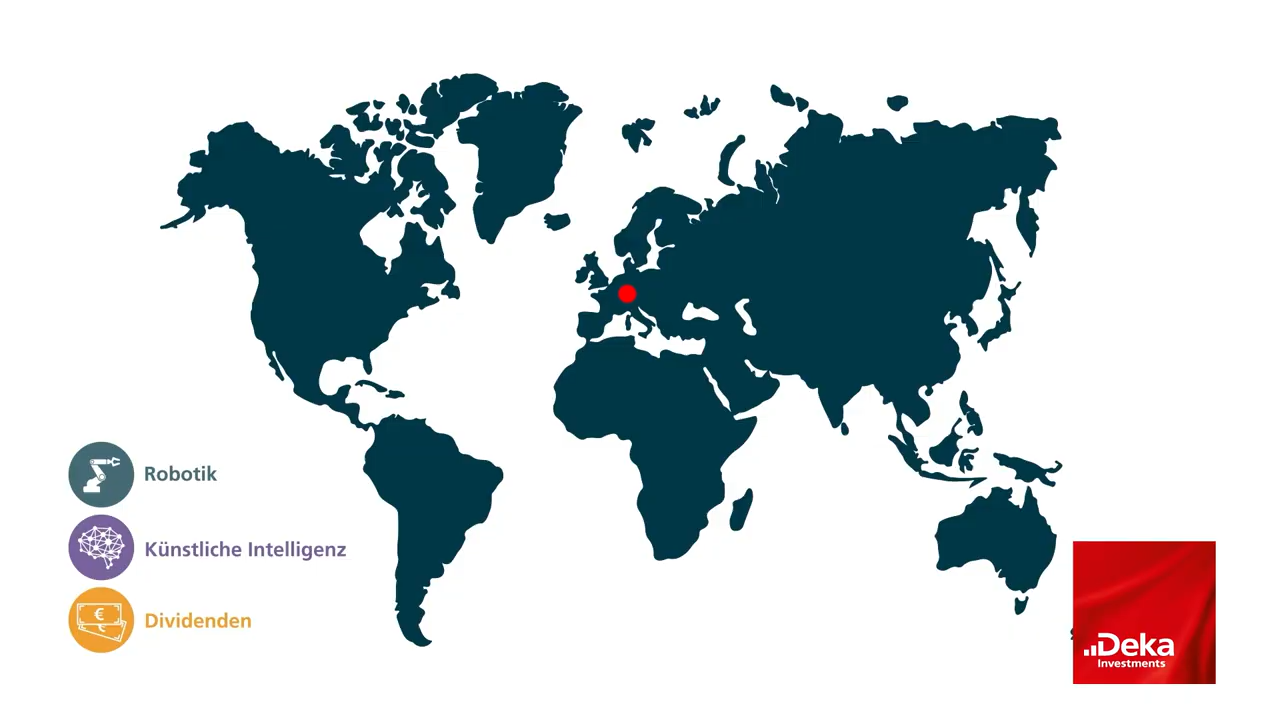 Robotik
Künstliche Intelligenz
€
€
Dividenden
Deka
Investments